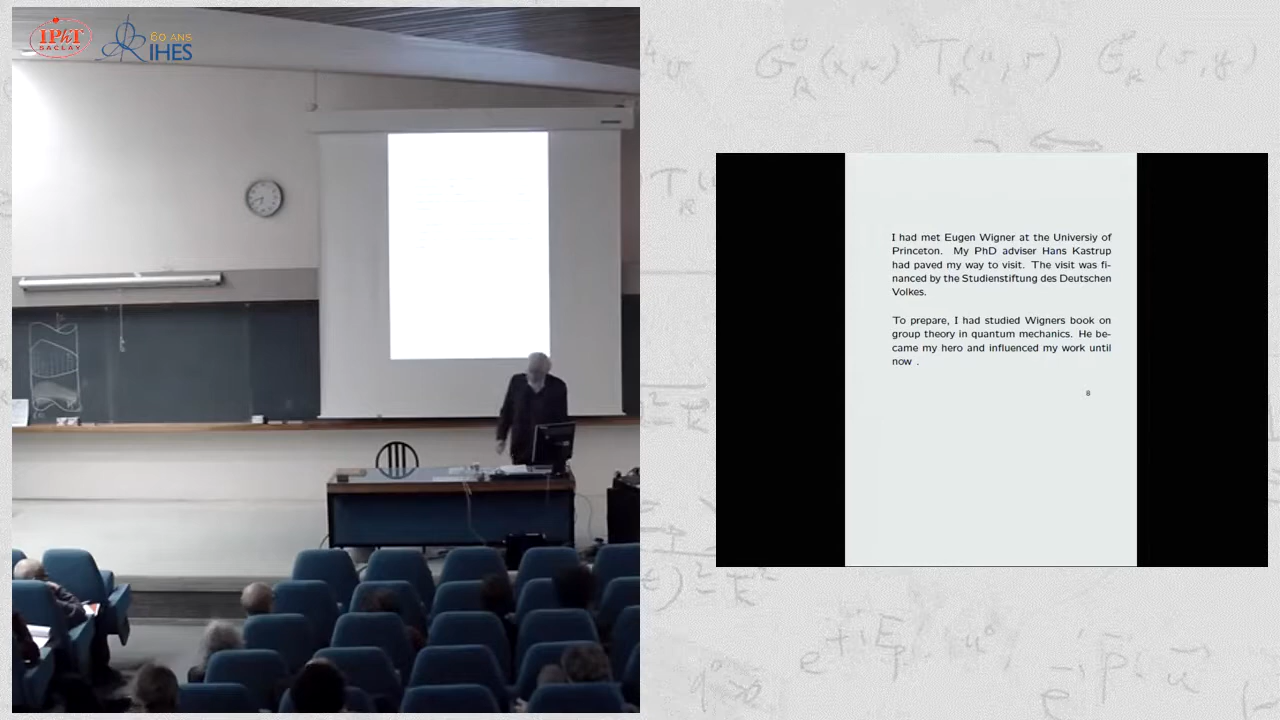 IPhT
SACLAY
60 ANS
IHES
I had met Eugen Wigner at the Universiy of
Princeton. My PhD adviser Hans Kastrup
had paved my way to visit. The visit was fi-
nanced by the Studienstiftung des Deutschen
Volkes.
To prepare, I had studied Wigners book on
group theory in quantum mechanics. He be-
came my hero and influenced my work until
now .
8